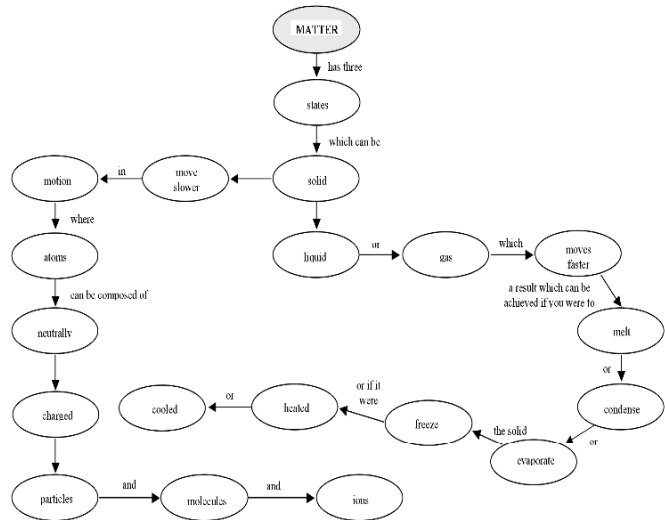 MATTER
has three
states
which can be
solid
move
slower
in
motion
where
atoms
can be composed of
neutrally
charged
particles
and
molecules
and
ions
liquid
or
gas
which
moves
faster
a result which can be
achieved if you were to
melt
or
condense
or
evaporate
the solid
freeze
or if it
were
heated
or
cooled